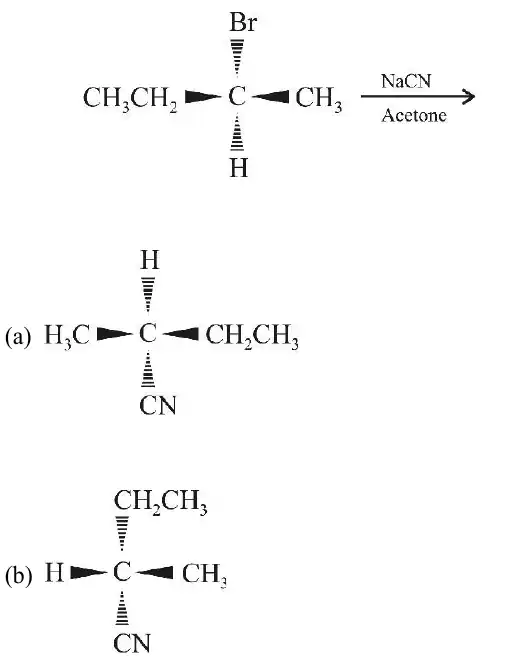 Br
CH₃CH₂ C CH₃ NaCN
Acetone
H
H
(a) H₃C C CH₂CH₃
CN
CH₂CH₃
(b) H C CH₃
CN